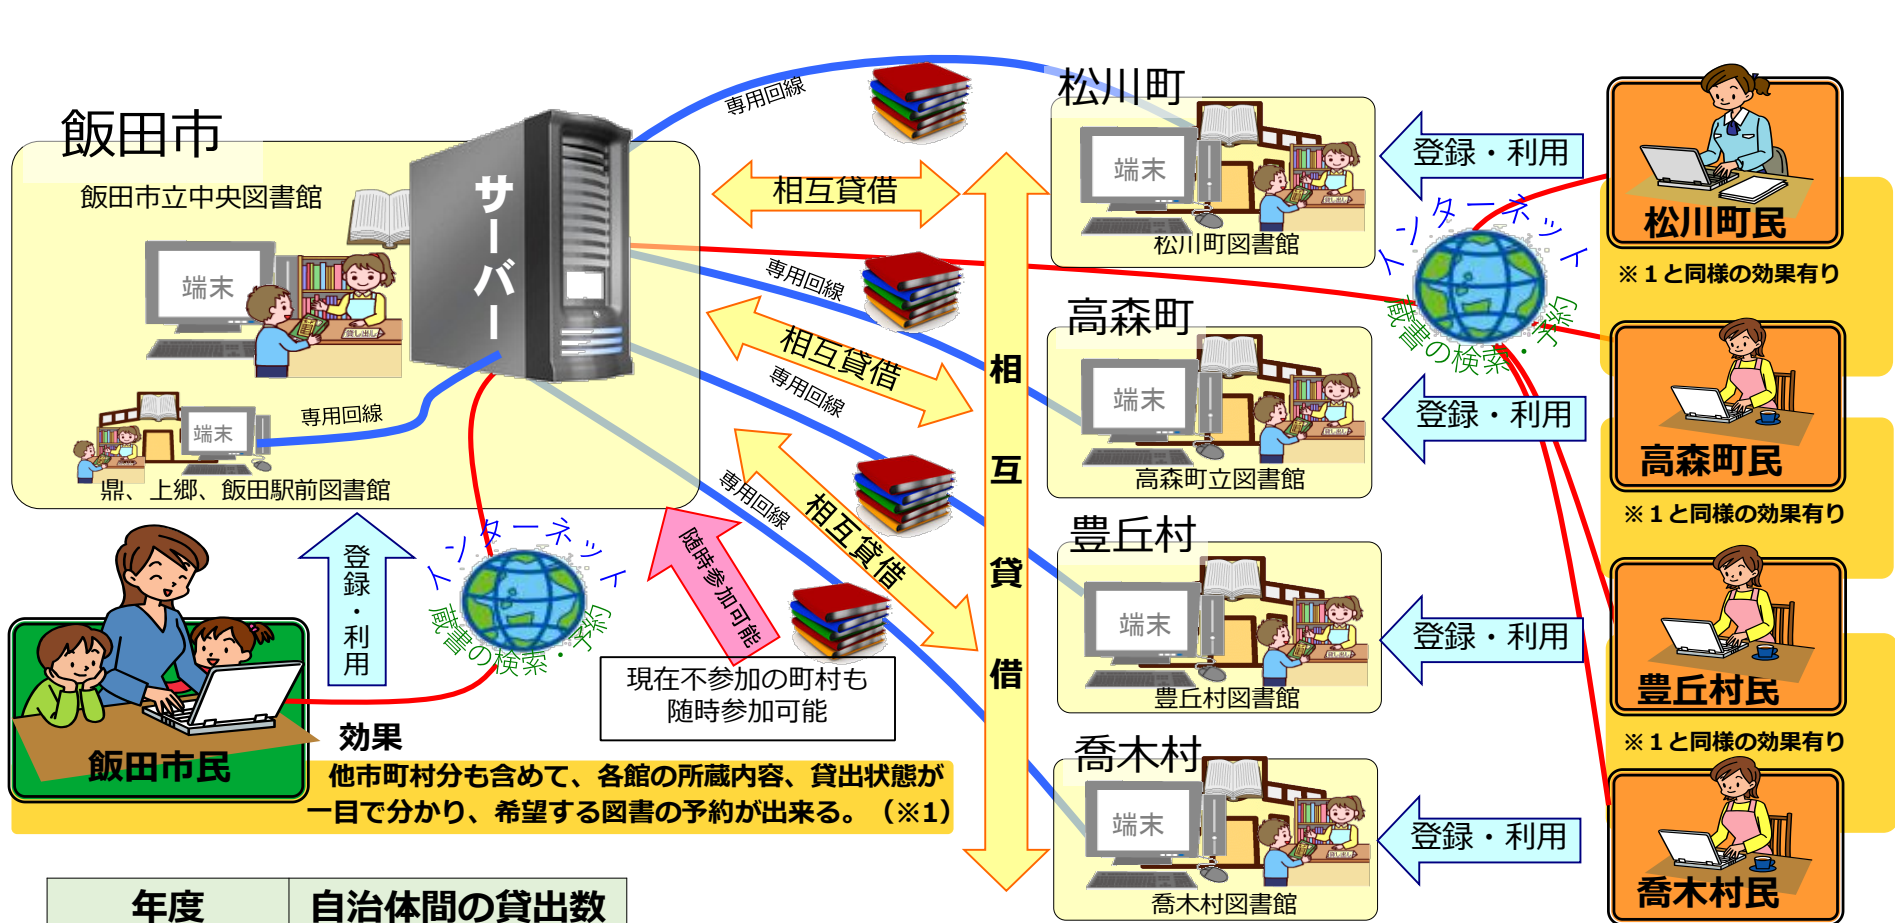 飯田市
飯田市立中央図書館
端末
貸し出し
サーバー
端末
専用回線
鼎、上郷、飯田駅前図書館
登録・利用
インターネット
蔵書の検索・予約
飯田市民
効果
他市町村分も含めて、各館の所蔵内容、貸出状態が
一目で分かり、希望する図書の予約が出来る。（※1）
専用回線
専用回線
専用回線
専用回線
相互貸借
相互貸借
相互貸借
相互貸借
随時参加可能
現在不参加の町村も
随時参加可能
松川町
端末
松川町図書館
登録・利用
高森町
端末
高森町立図書館
登録・利用
豊丘村
端末
豊丘村図書館
登録・利用
喬木村
端末
喬木村図書館
登録・利用
インターネット
蔵書の検索・予約
松川町民
※１と同様の効果有り
高森町民
※１と同様の効果有り
豊丘村民
※１と同様の効果有り
喬木村民
年度
自治体間の貸出数